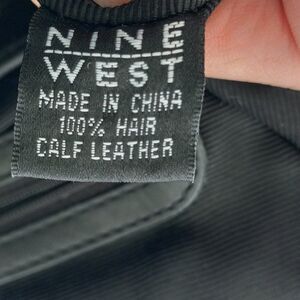 NINE
WEST
MADE IN CHINA
100% HAIR
CALF LEATHER